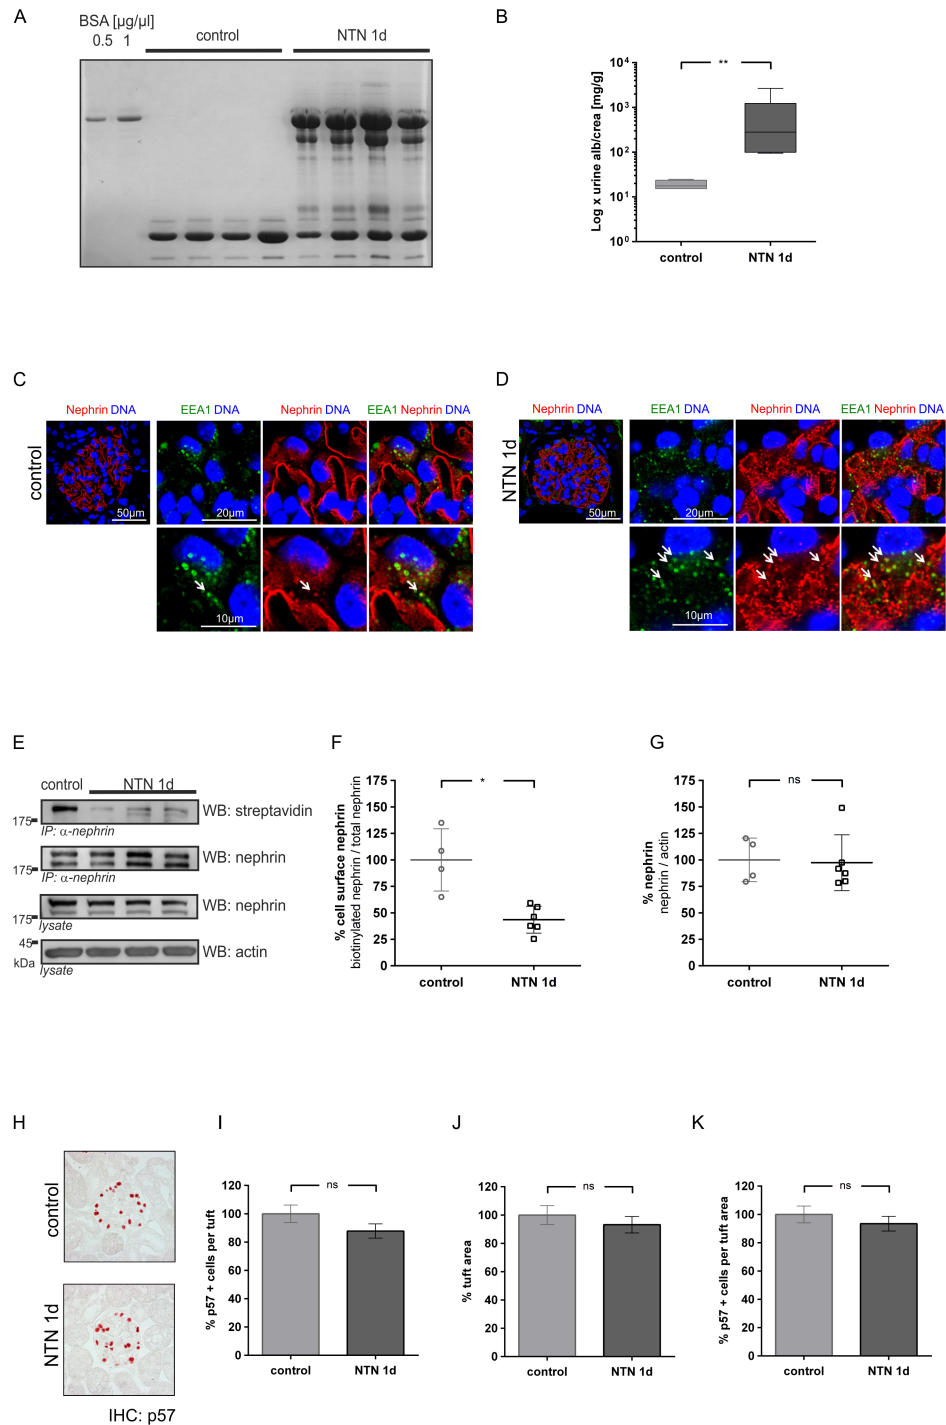 A
BSA [µg/µl]
0.5 1
control
NTN 1d
B
Log x urine alb/crea [mg/g]
10⁴
10³
10²
10¹
10⁰
**
control
NTN 1d
C
control
Nephrin DNA
EEA1 DNA
Nephrin DNA
EEA1 Nephrin DNA
50µm
20µm
10µm
D
NTN 1d
Nephrin DNA
EEA1 DNA
Nephrin DNA
EEA1 Nephrin DNA
50µm
20µm
10µm
E
control NTN 1d
WB: streptavidin
175
IP: α-nephrin
WB: nephrin
175
IP: α-nephrin
WB: nephrin
175
lysate
45
WB: actin
kDa
lysate
F
% cell surface nephrin
biotinylated nephrin / total nephrin
175
150
125
100
75
50
25
0
*
control
NTN 1d
G
% nephrin
nephrin / actin
175
150
125
100
75
50
25
0
ns
control
NTN 1d
H
control
NTN 1d
IHC: p57
I
% p57 + cells per tuft
120
100
80
60
40
20
0
ns
control
NTN 1d
J
% tuft area
120
100
80
60
40
20
0
ns
control
NTN 1d
K
% p57 + cells per tuft area
120
100
80
60
40
20
0
ns
control
NTN 1d